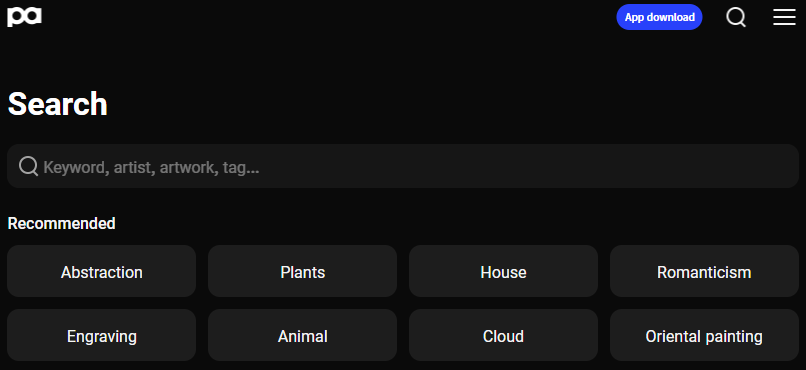 pa
App download
Search
Keyword, artist, artwork, tag...
Recommended
Abstraction Plants House Romanticism
Engraving Animal Cloud Oriental painting